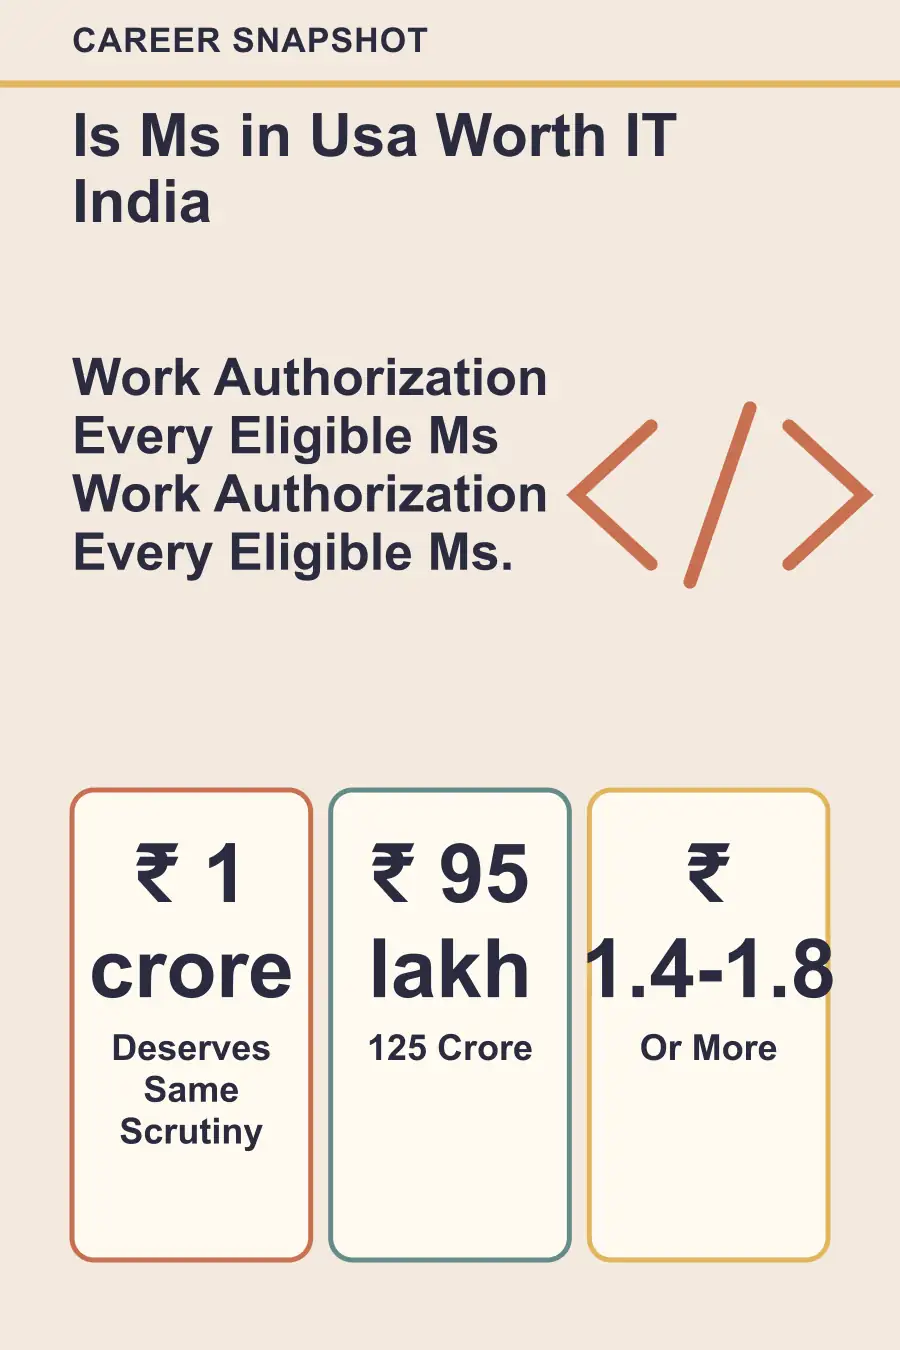 CAREER SNAPSHOT
Is Ms in Usa Worth IT
India
Work Authorization
Every Eligible Ms
Work Authorization
Every Eligible Ms.
</>
₹ 1
crore
Deserves
Same
Scrutiny
₹ 95
lakh
125 Crore
₹
1.4-1.8
Or More